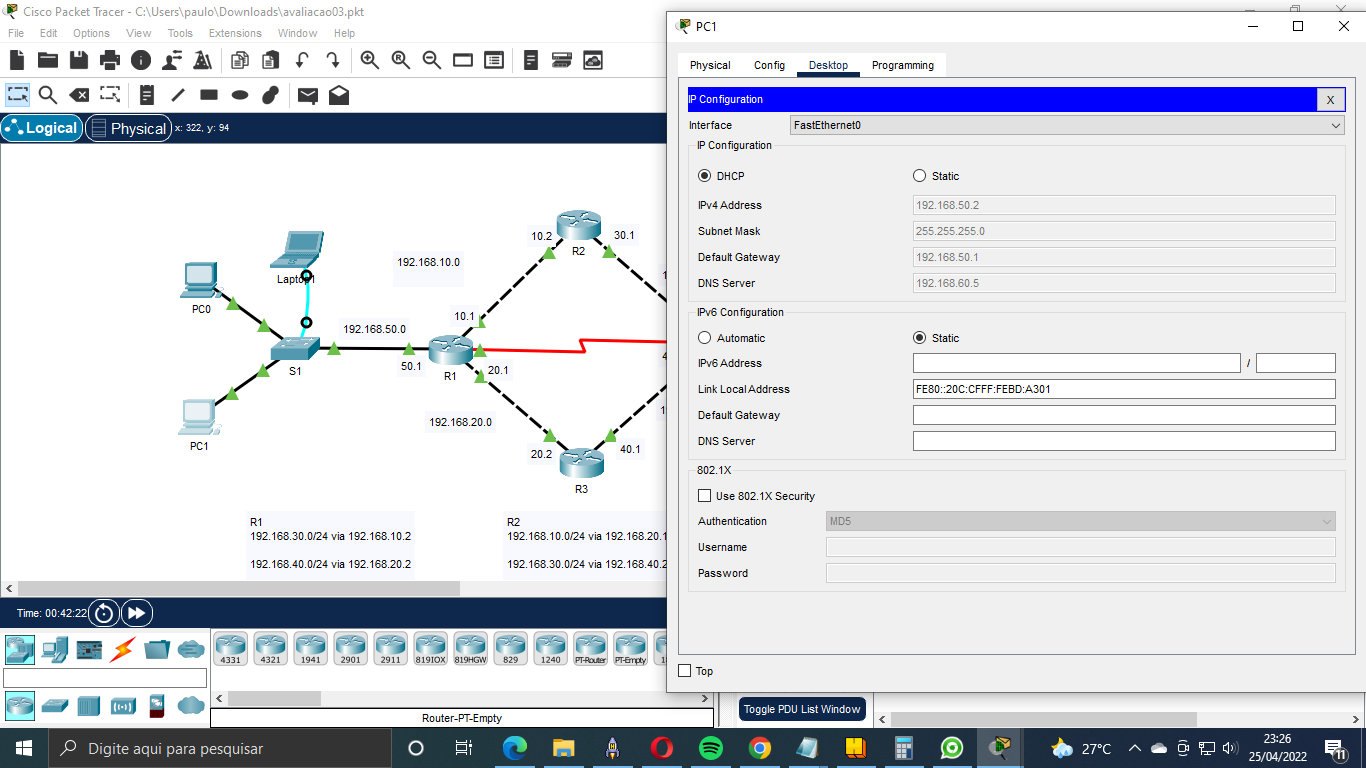 Cisco Packet Tracer - C:\Users\paulo\Downloads\avaliacao03.pkt
File Edit Options View Tools Extensions Window Help
Logical
Physical
x: 322, y: 94
Laptop1
PC0
PC1
S1
192.168.50.0
192.168.10.0
10.2
30.1
R2
10.1
50.1
R1
20.1
192.168.20.0
20.2
40.1
R3
R1
192.168.30.0/24 via 192.168.10.2
192.168.40.0/24 via 192.168.20.2
R2
192.168.10.0/24 via 192.168.20.1
192.168.30.0/24 via 192.168.40.2
Time: 00:42:22
4331
4321
1941
2901
2911
819IOX
819HGW
829
1240
PT-Router
PT-Empty
Router-PT-Empty
Toggle PDU List Window
PC1
Physical Config Desktop Programming
IP Configuration
X
Interface
FastEthernet0
IP Configuration
DHCP
Static
IPv4 Address
192.168.50.2
Subnet Mask
255.255.255.0
Default Gateway
192.168.50.1
DNS Server
192.168.60.5
IPv6 Configuration
Automatic
Static
IPv6 Address
/
Link Local Address
FE80::20C:CFFF:FEBD:A301
Default Gateway
DNS Server
802.1X
Use 802.1X Security
Authentication
MD5
Username
Password
Top
Digite aqui para pesquisar
27°C
23:26
25/04/2022
11